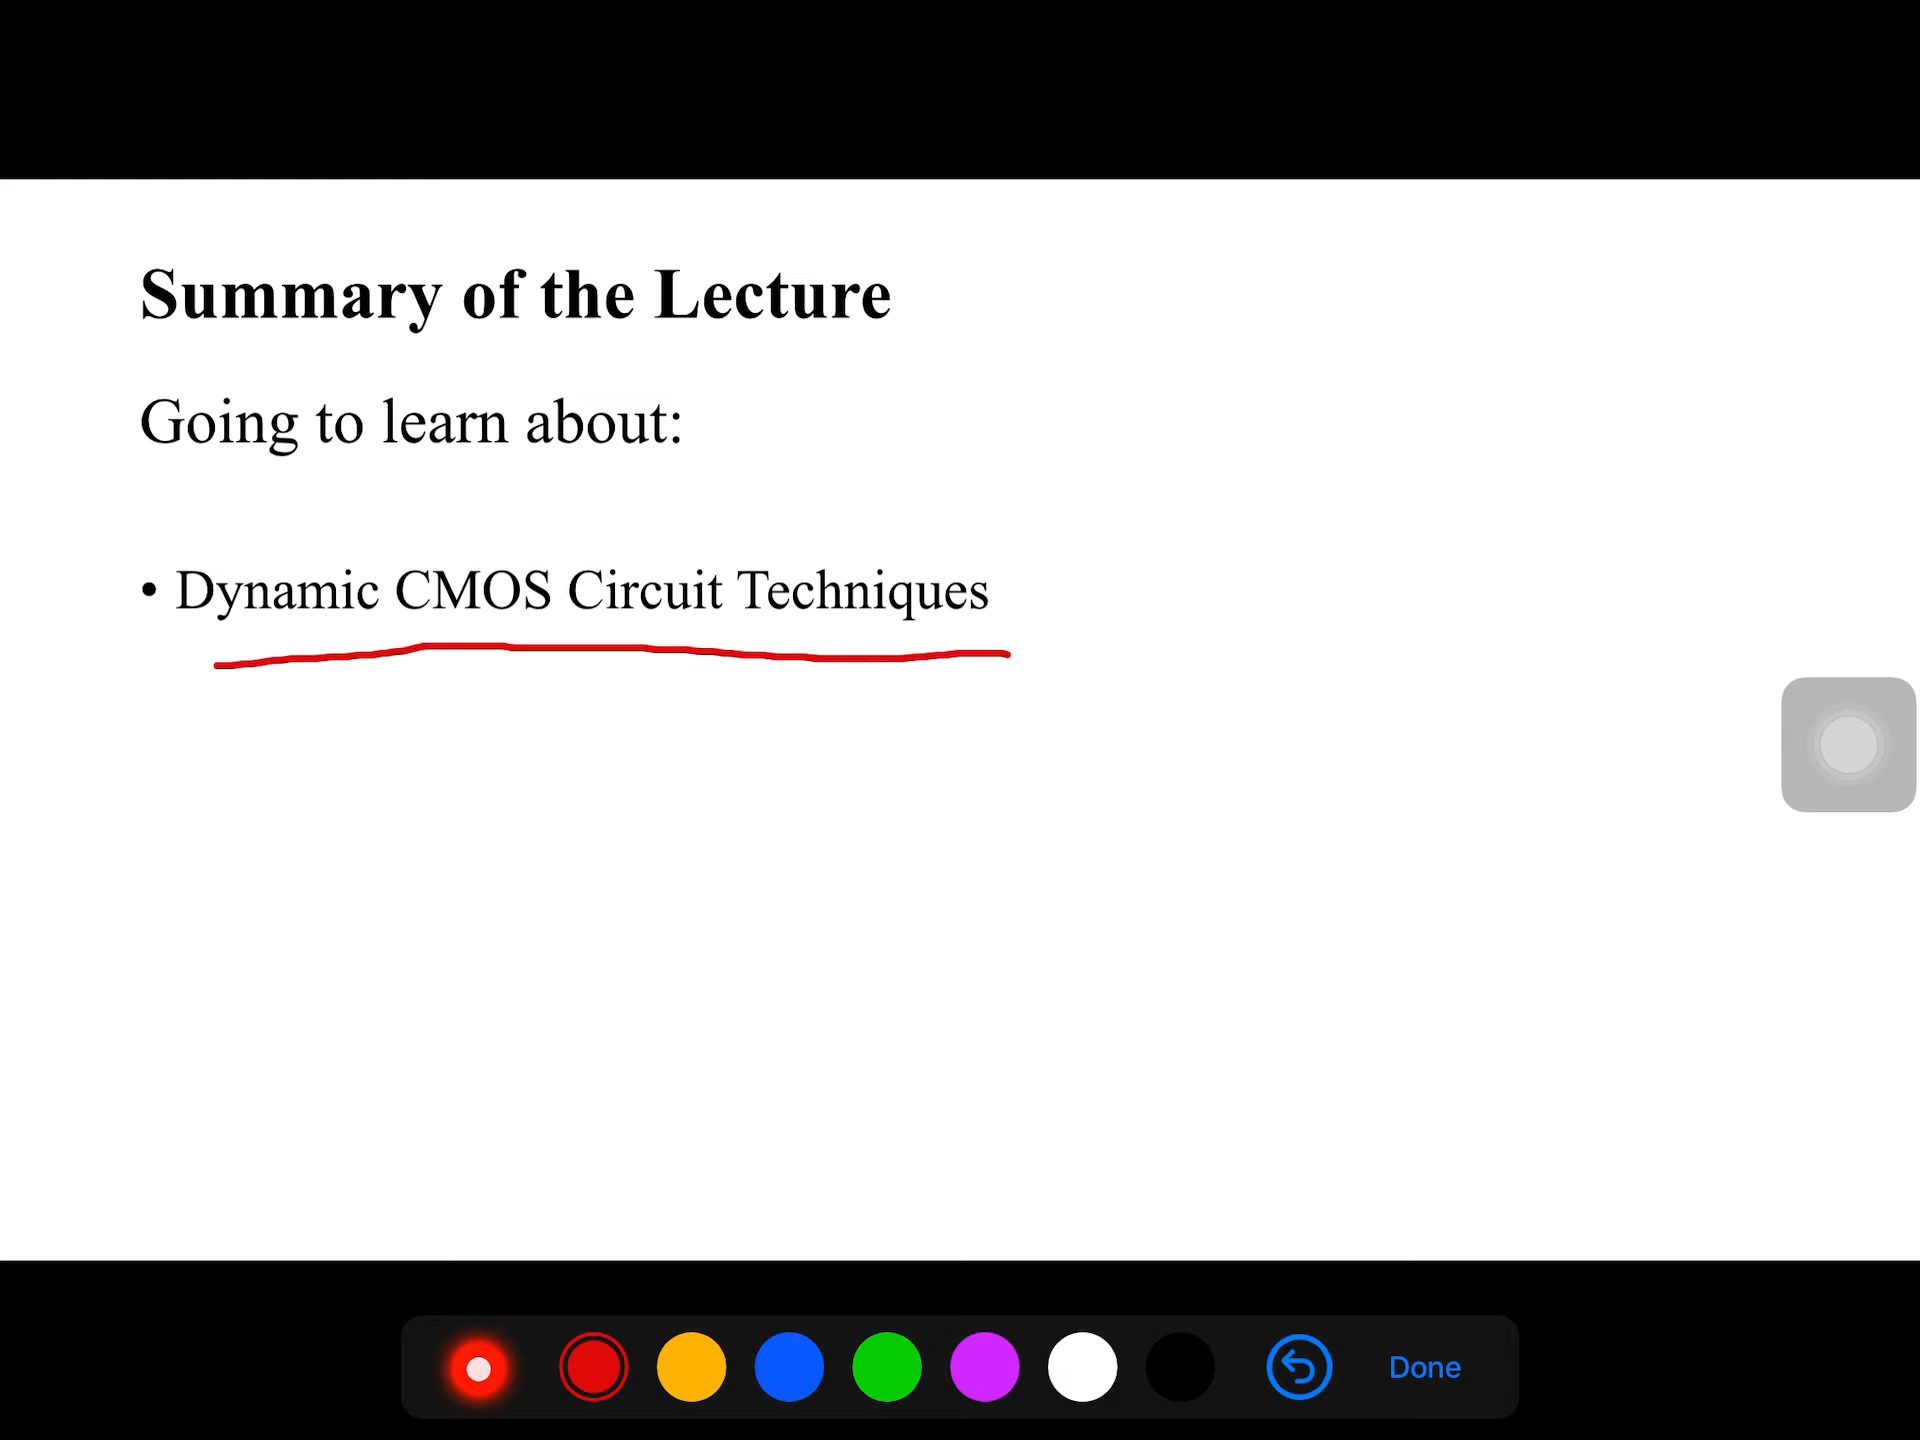 Summary of the Lecture
Going to learn about:
• Dynamic CMOS Circuit Techniques
Done